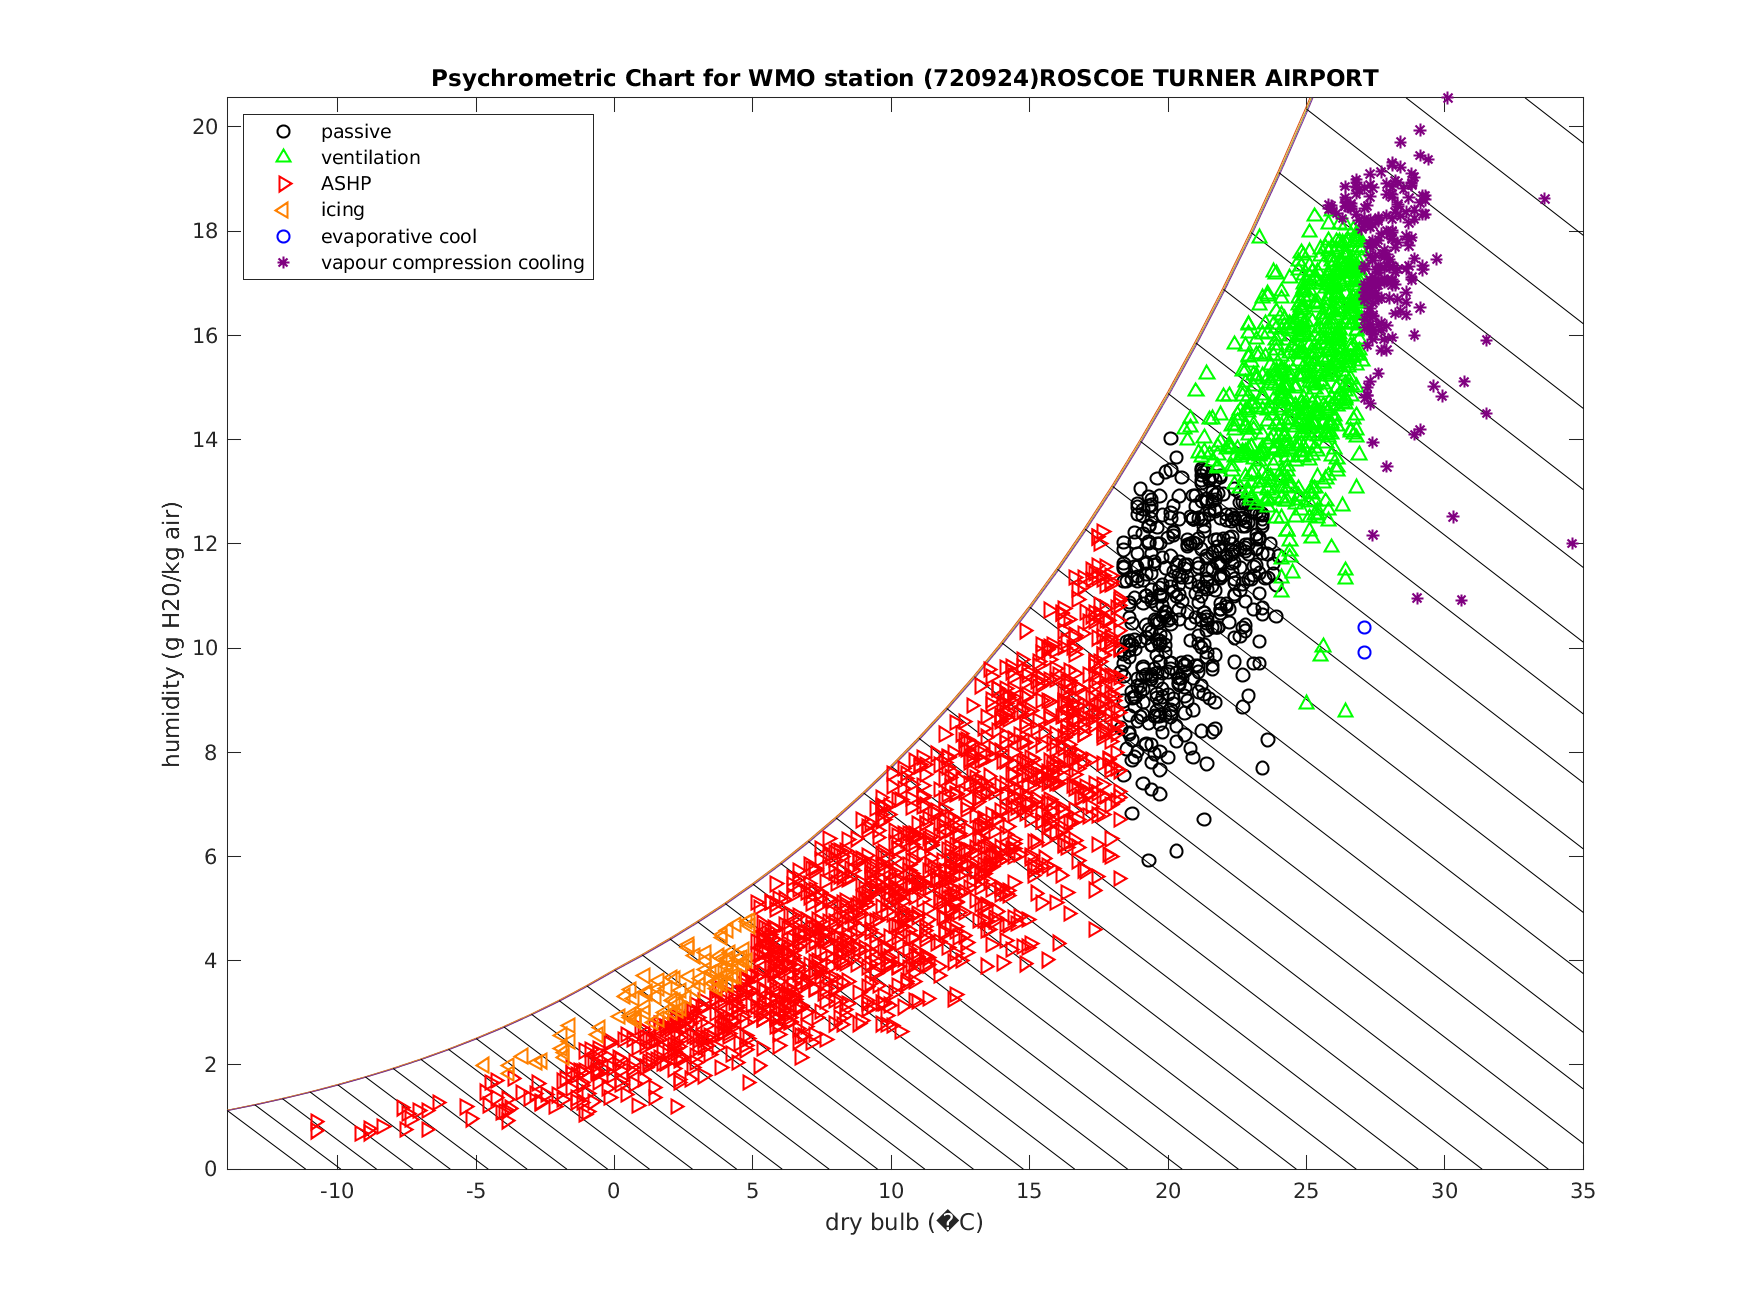 Psychrometric Chart for WMO station (720924)ROSCOE TURNER AIRPORT
passive
ventilation
ASHP
icing
evaporative cool
vapour compression cooling
humidity (g H20/kg air)
20
18
16
14
12
10
8
6
4
2
0
-10
-5
0
5
10
15
20
25
30
35
dry bulb (�C)